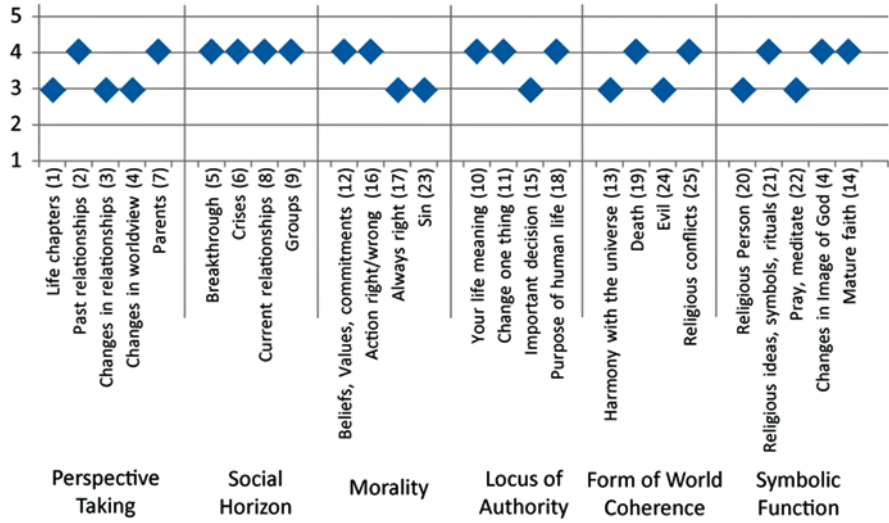 5
4
3
2
1
Life chapters (1)
Past relationships (2)
Changes in relationships (3)
Changes in worldview (4)
Parents (7)
Breakthrough (5)
Crises (6)
Current relationships (8)
Groups (9)
Beliefs, Values, commitments (12)
Action right/wrong (16)
Always right (17)
Sin (23)
Your life meaning (10)
Change one thing (11)
Important decision (15)
Purpose of human life (18)
Harmony with the universe (13)
Death (19)
Evil (24)
Religious conflicts (25)
Religious Person (20)
Religious ideas, symbols, rituals (21)
Pray, meditate (22)
Changes in Image of God (4)
Mature faith (14)
Perspective
Taking
Social
Horizon
Morality
Locus of
Authority
Form of World
Coherence
Symbolic
Function